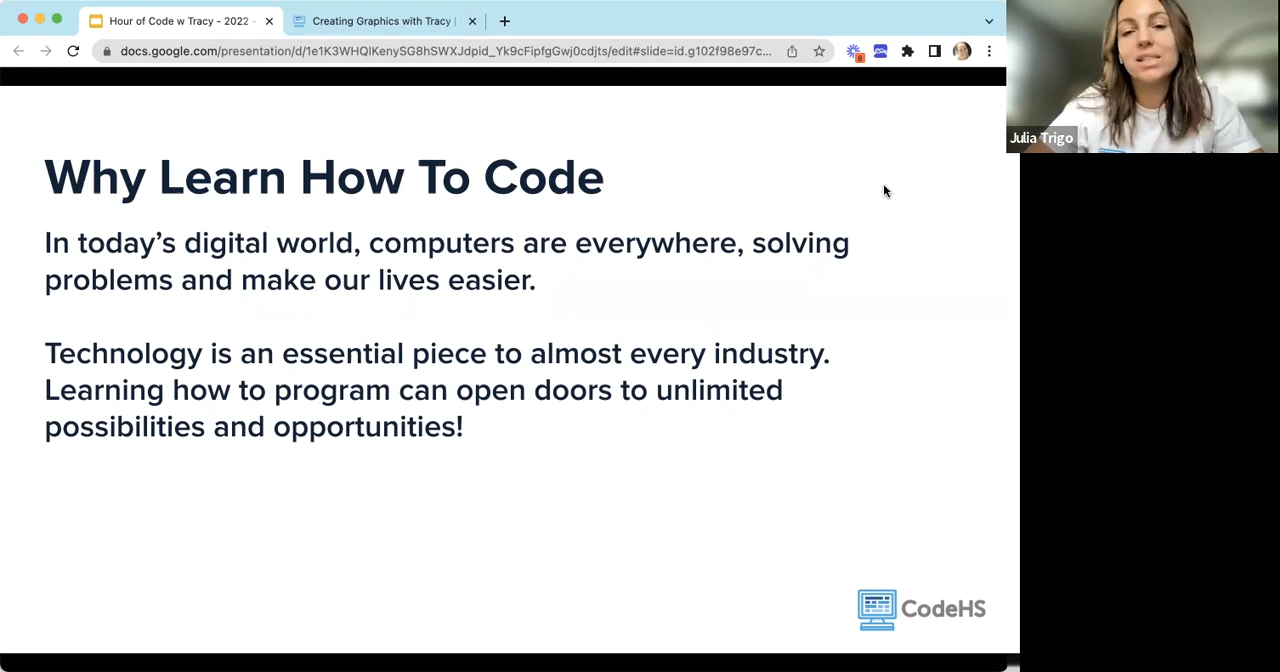 Hour of Code w Tracy - 2022 -
Creating Graphics with Tracy |
docs.google.com/presentation/d/1e1K3WHQlKenySG8hSWXJdpid_Yk9cFipfgGwj0cdjts/edit#slide=id.g102f98e97c...
8
Julia Trigo
Why Learn How To Code
In today’s digital world, computers are everywhere, solving
problems and make our lives easier.
Technology is an essential piece to almost every industry.
Learning how to program can open doors to unlimited
possibilities and opportunities!
CodeHS